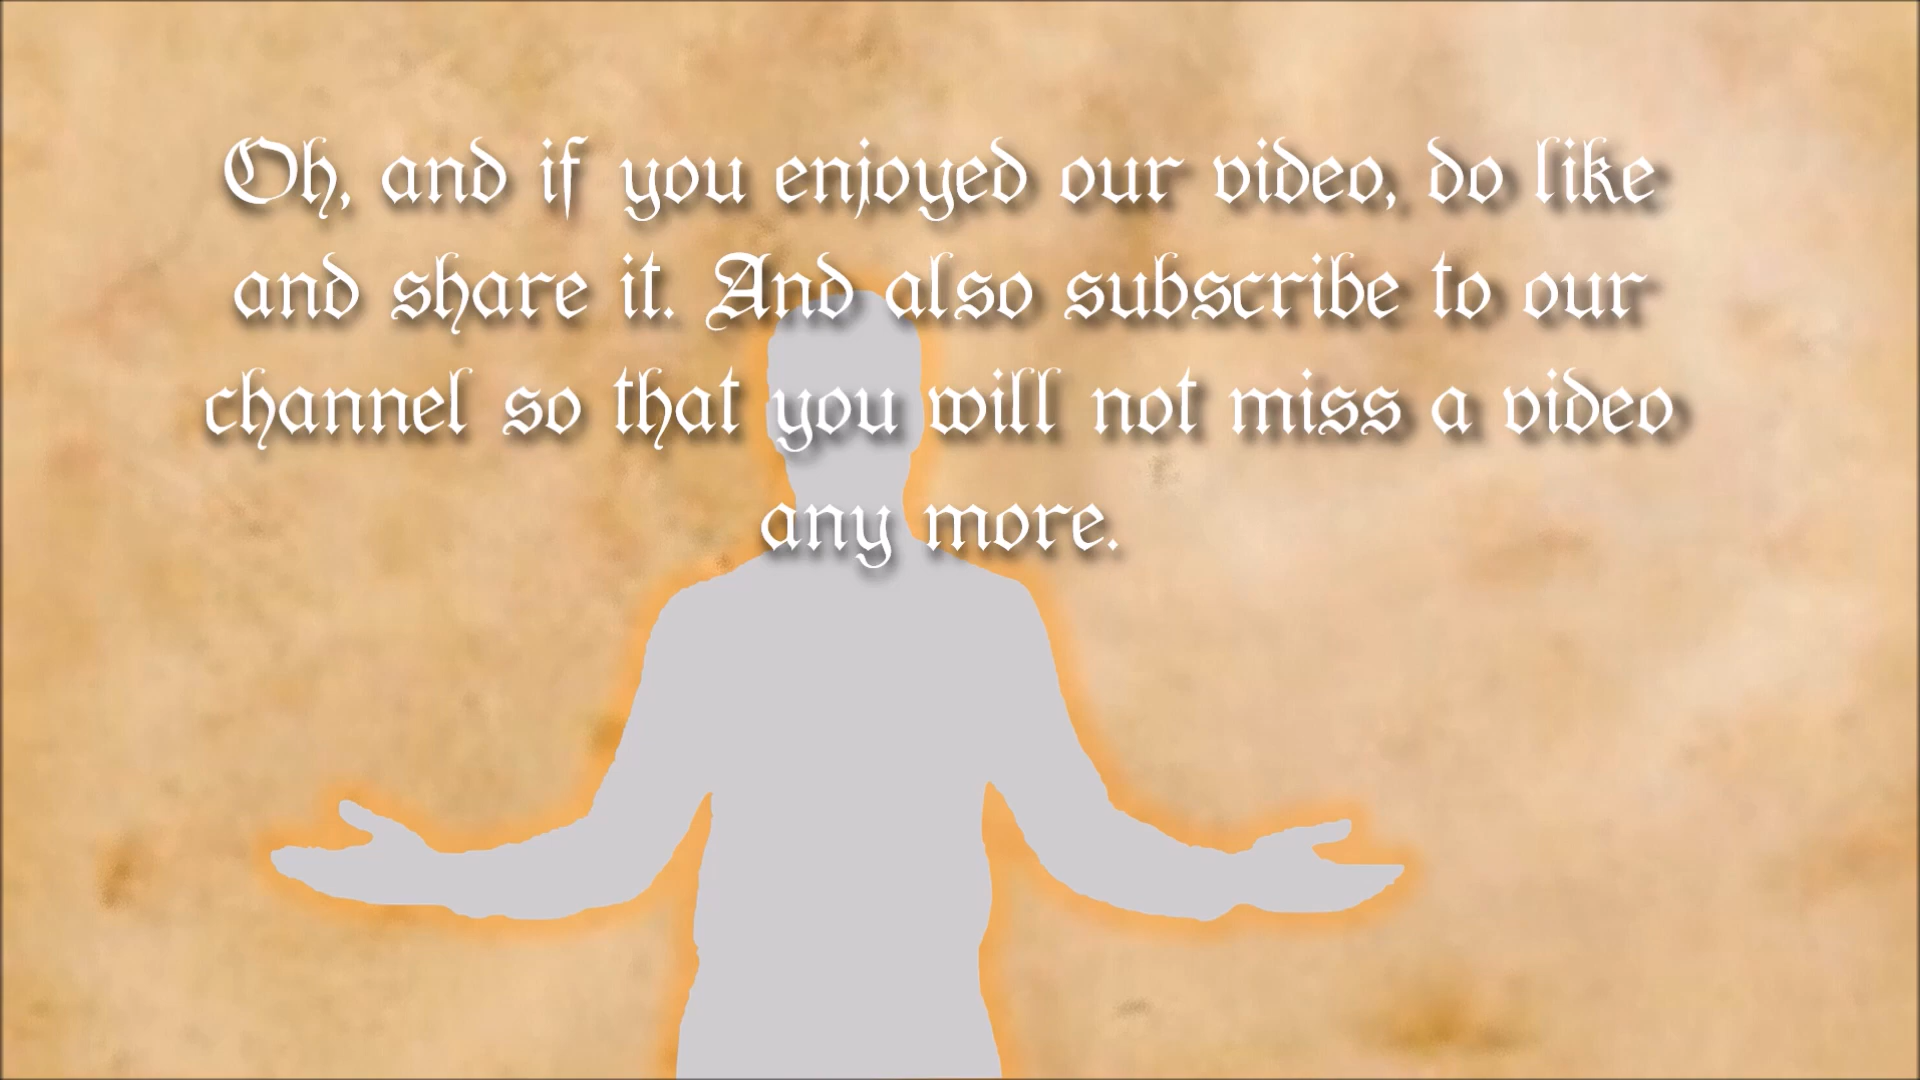 Oh, and if you enjoyed our video, do like
and share it. And also subscribe to our
channel so that you will not miss a video
any more.